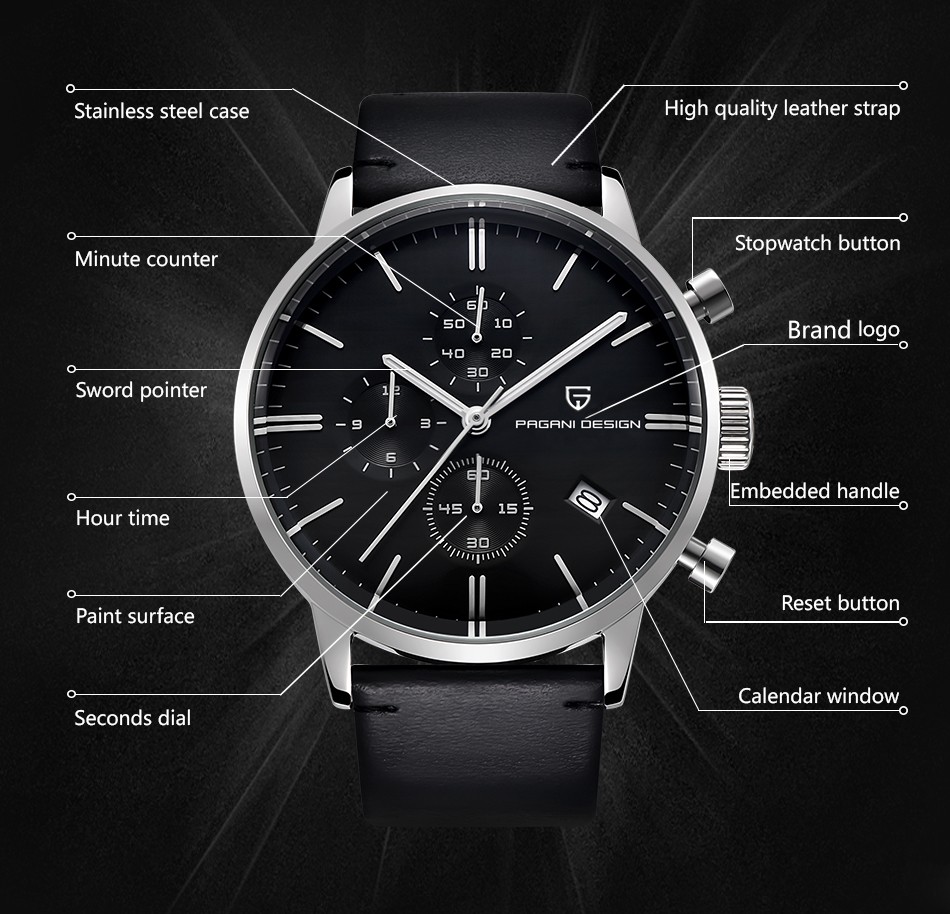 Stainless steel case
High quality leather strap
Stopwatch button
Minute counter
60
50 10
40 20
30
Brand logo
Sword pointer
12
9 3
6
PAGANI DESIGN
Embedded handle
60
45 15
30
8
Hour time
Reset button
Paint surface
Calendar window
Seconds dial